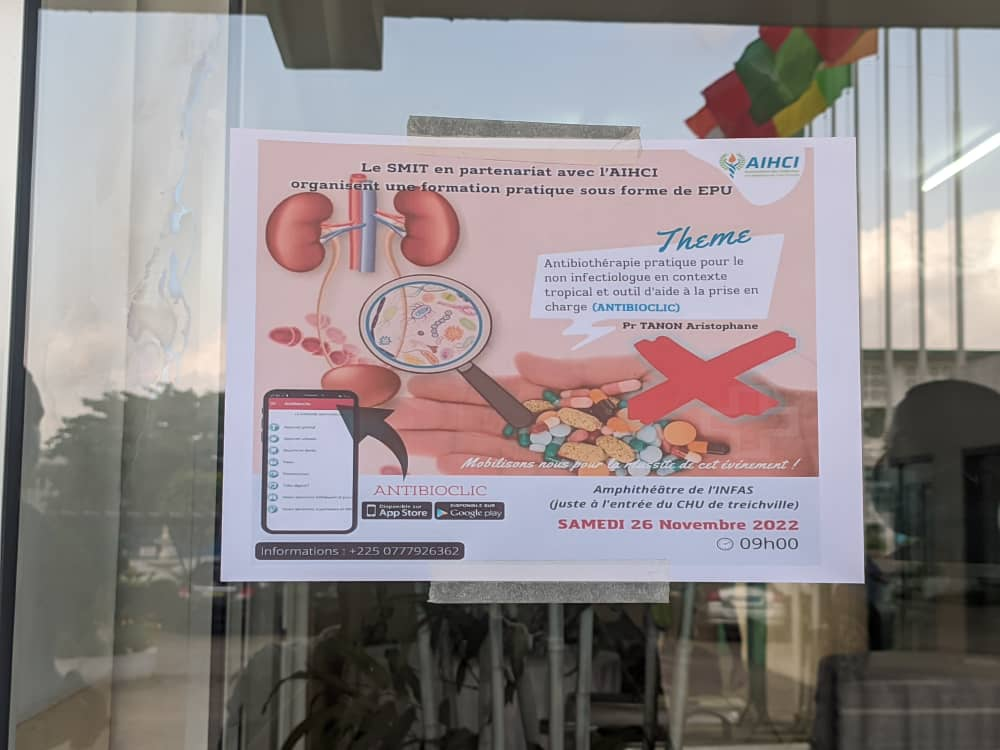 Le SMIT en partenariat avec l'AIHCI
organisent une formation pratique sous forme de EPU
AIHCI
Theme
Antibiothérapie pratique pour le
non infectiologue en contexte
tropical et outil d'aide à la prise en
charge (ANTIBIOCLIC)
Pr TANON Aristophane
Mobilisons nous pour la réussite de cet événement !
ANTIBIOCLIC
Disponible sur
App Store
DISPONIBLE SUR
Google play
Informations : +225 0777926362
Amphithéâtre de l'INFAS
(juste à l'entrée du CHU de treichville)
SAMEDI 26 Novembre 2022
09h00